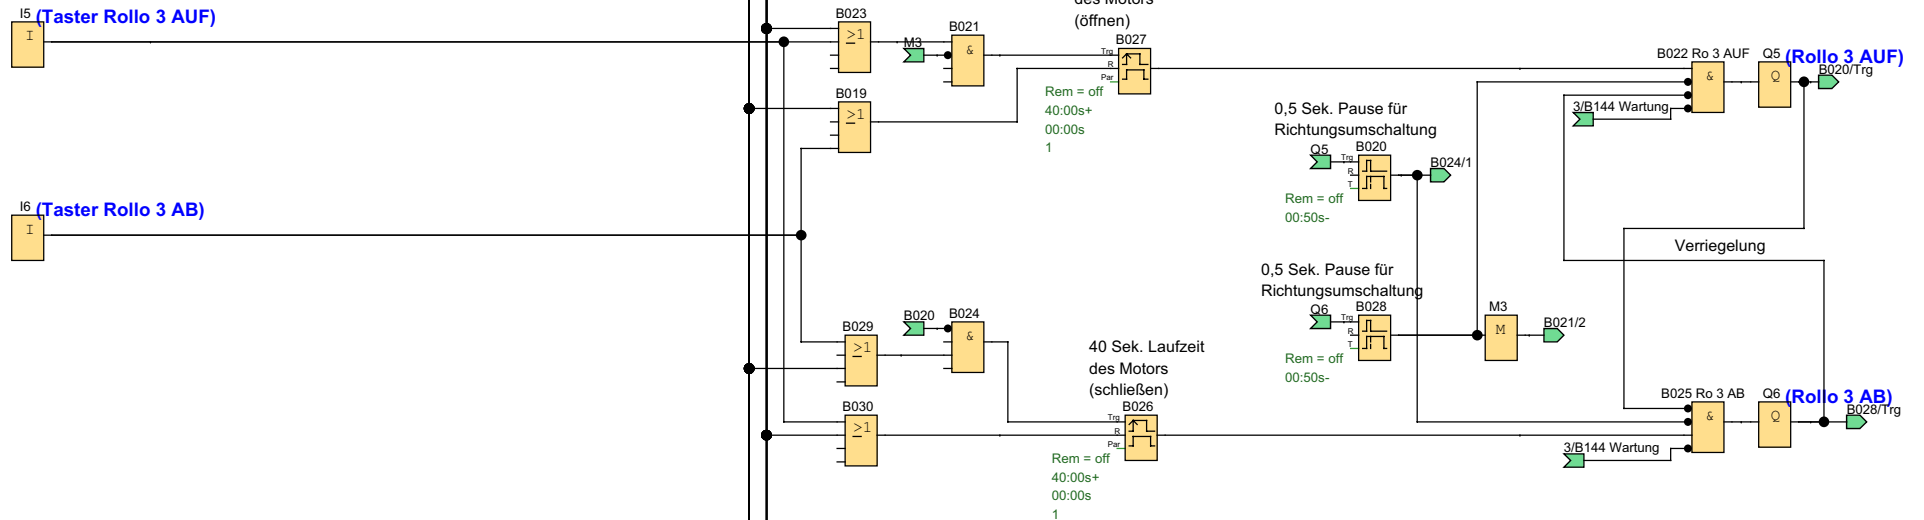 des Motors
(öffnen)
I5 (Taster Rollo 3 AUF)
I
B023
>1
M3
B021
&
B027
Trg
R
Par
Rem = off
40:00s+
00:00s
1
B019
>1
B022 Ro 3 AUF
&
Q5 (Rollo 3 AUF)
Q
B020/Trg
3/B144 Wartung
0,5 Sek. Pause für
Richtungsumschaltung
Q5
B020
Trg
R
T
B024/1
Rem = off
00:50s-
I6 (Taster Rollo 3 AB)
I
Verriegelung
0,5 Sek. Pause für
Richtungsumschaltung
Q6
B028
Trg
R
T
Rem = off
00:50s-
M3
M
B021/2
B029
>1
B020
B024
&
40 Sek. Laufzeit
des Motors
(schließen)
B030
>1
B026
Trg
R
Par
Rem = off
40:00s+
00:00s
1
B025 Ro 3 AB
&
Q6 (Rollo 3 AB)
Q
B028/Trg
3/B144 Wartung